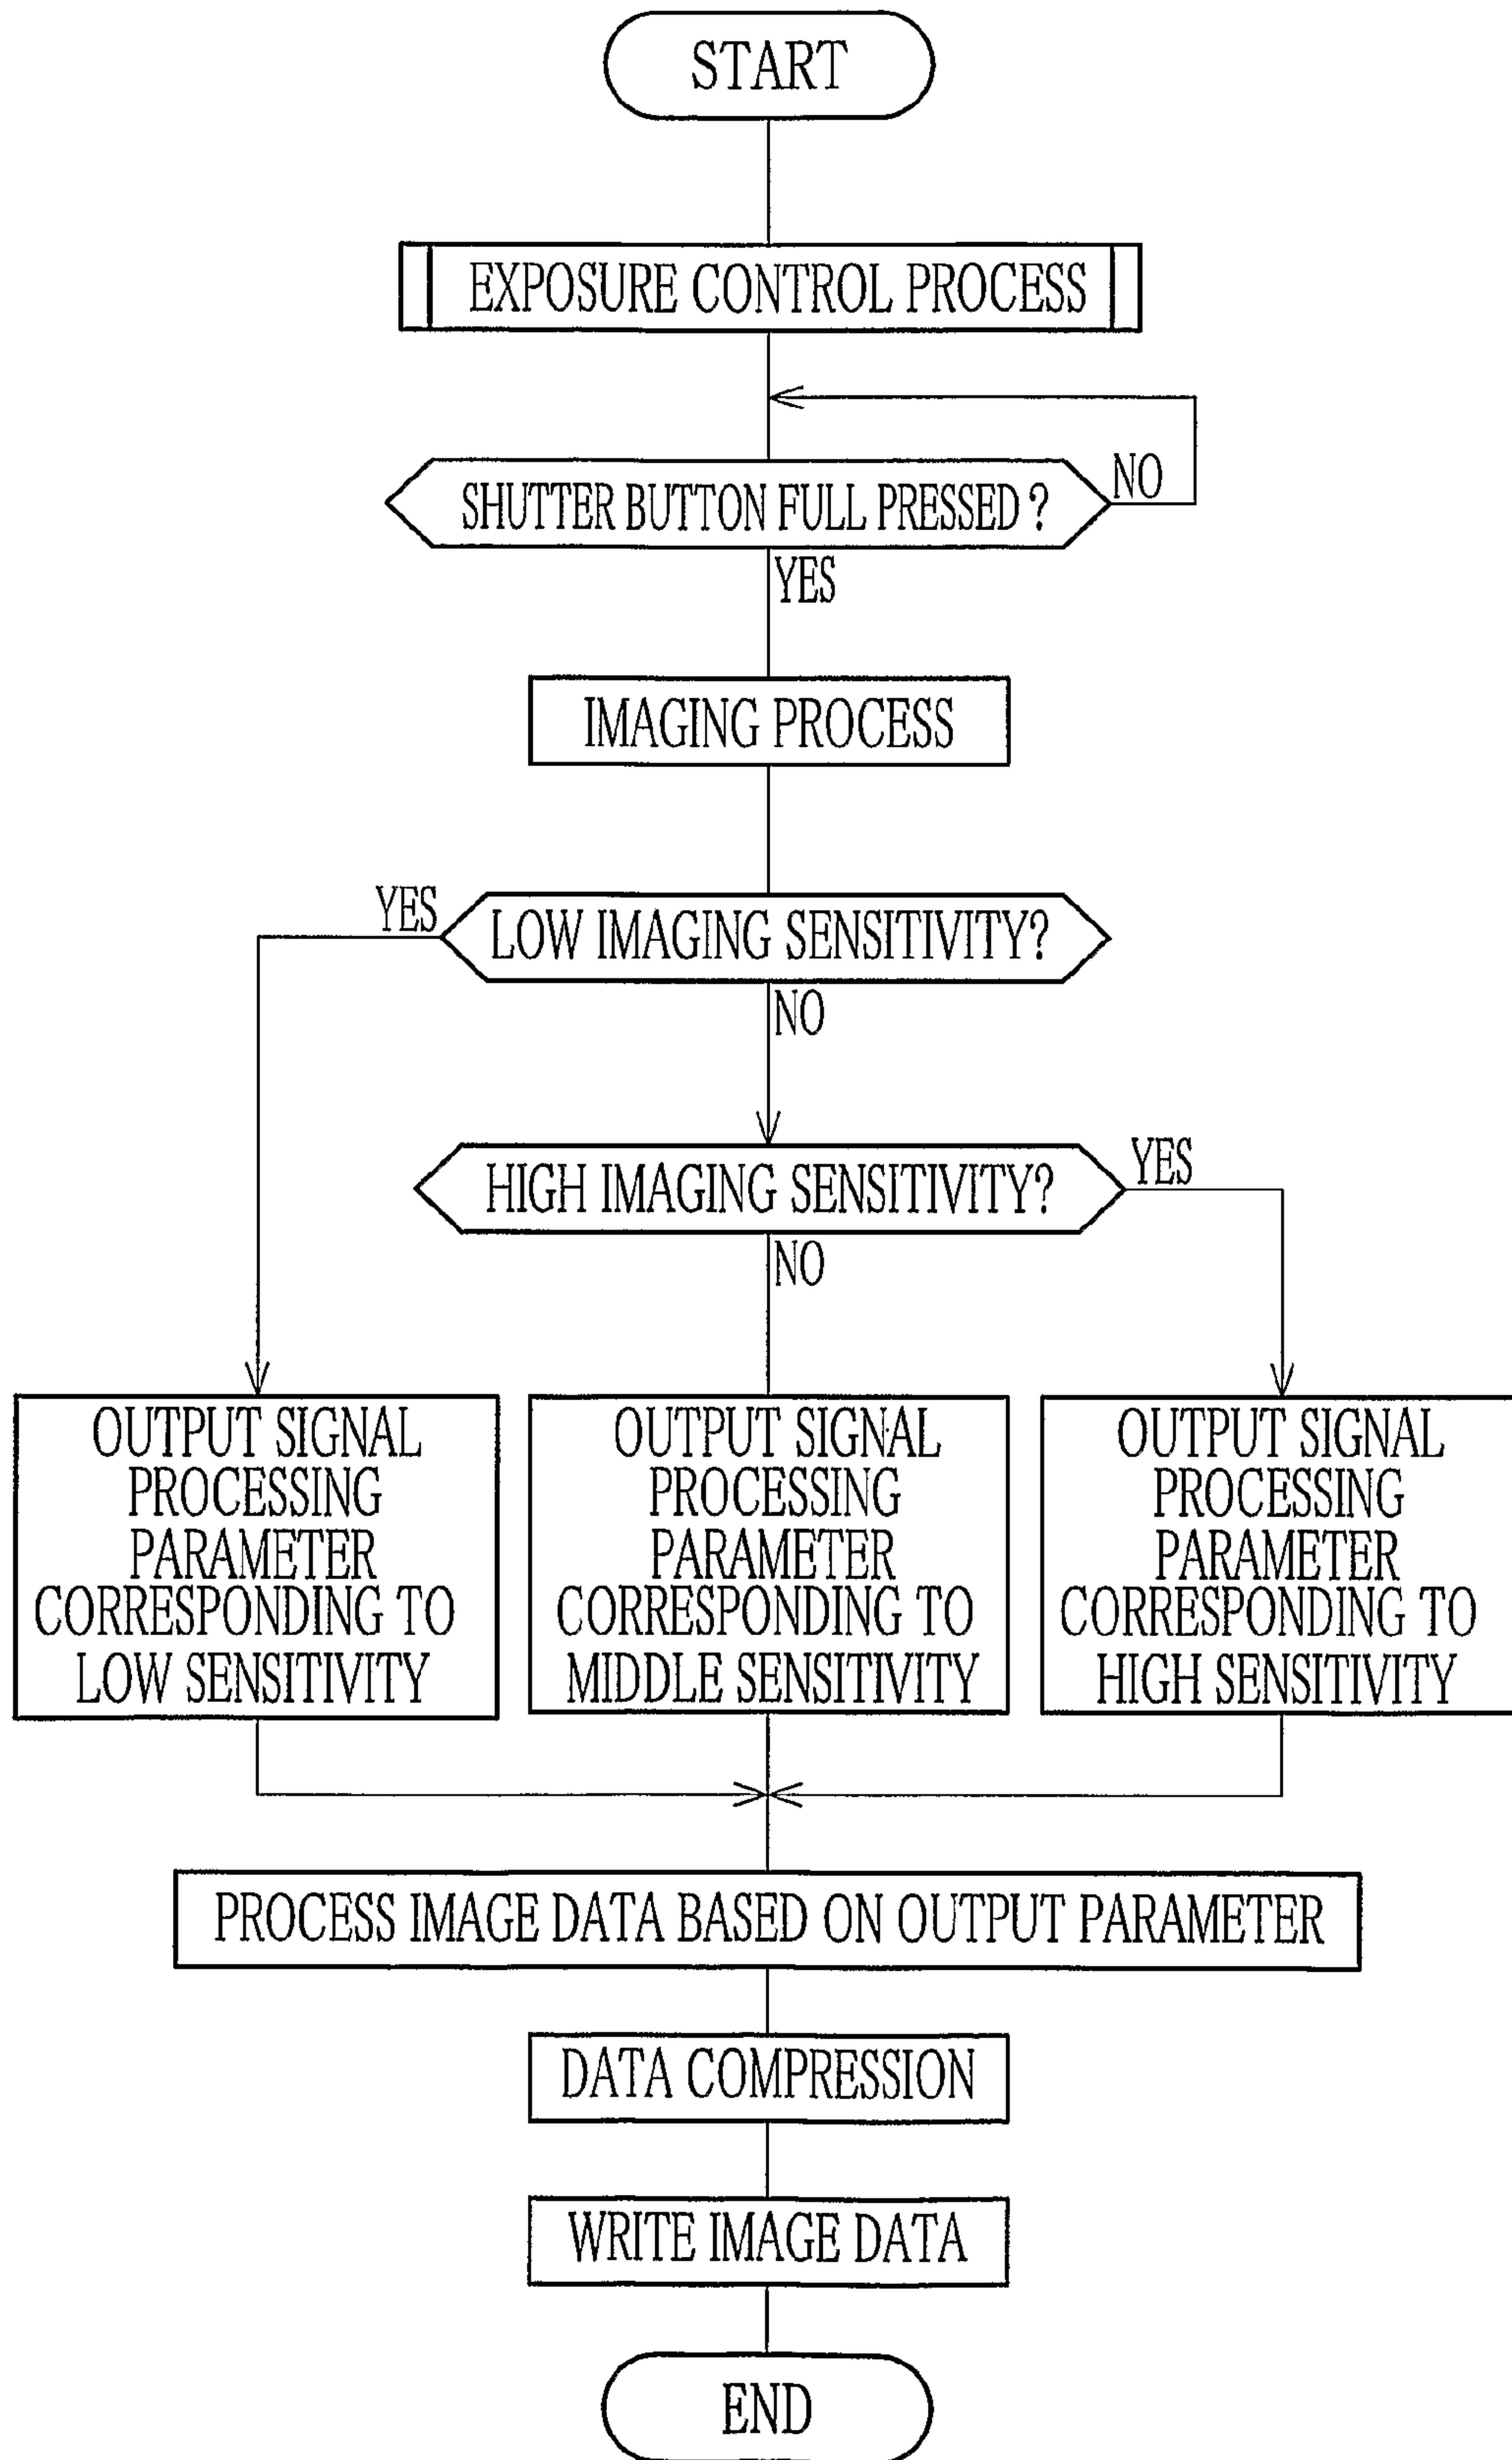 START
EXPOSURE CONTROL PROCESS
SHUTTER BUTTON FULL PRESSED ?
NO
YES
IMAGING PROCESS
YES
LOW IMAGING SENSITIVITY?
NO
HIGH IMAGING SENSITIVITY?
YES
NO
OUTPUT SIGNAL
PROCESSING
PARAMETER
CORRESPONDING TO
LOW SENSITIVITY
OUTPUT SIGNAL
PROCESSING
PARAMETER
CORRESPONDING TO
MIDDLE SENSITIVITY
OUTPUT SIGNAL
PROCESSING
PARAMETER
CORRESPONDING TO
HIGH SENSITIVITY
PROCESS IMAGE DATA BASED ON OUTPUT PARAMETER
DATA COMPRESSION
WRITE IMAGE DATA
END